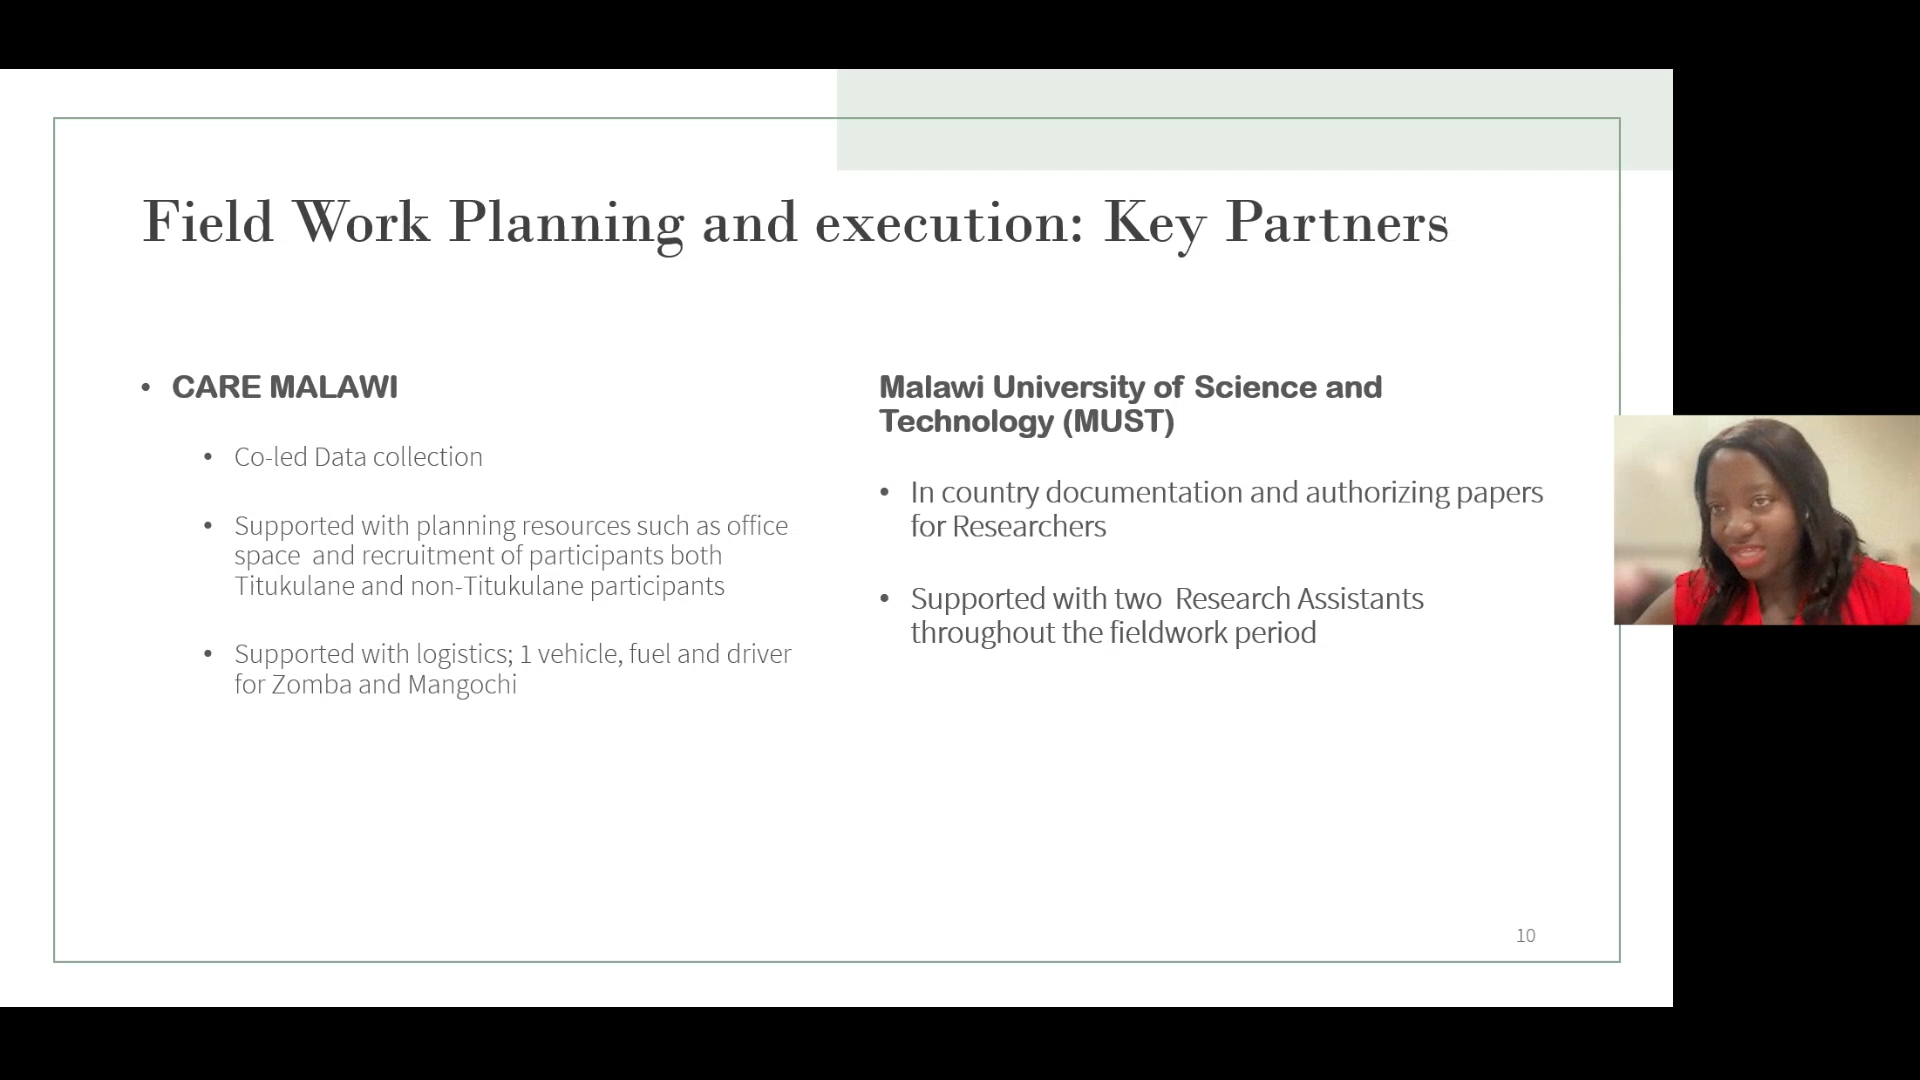 Field Work Planning and execution: Key Partners
• CARE MALAWI
• Co-led Data collection
• Supported with planning resources such as office
space  and recruitment of participants both
Titukulane and non-Titukulane participants
• Supported with logistics; 1 vehicle, fuel and driver
for Zomba and Mangochi
Malawi University of Science and
Technology (MUST)
• In country documentation and authorizing papers
for Researchers
• Supported with two  Research Assistants
throughout the fieldwork period
10